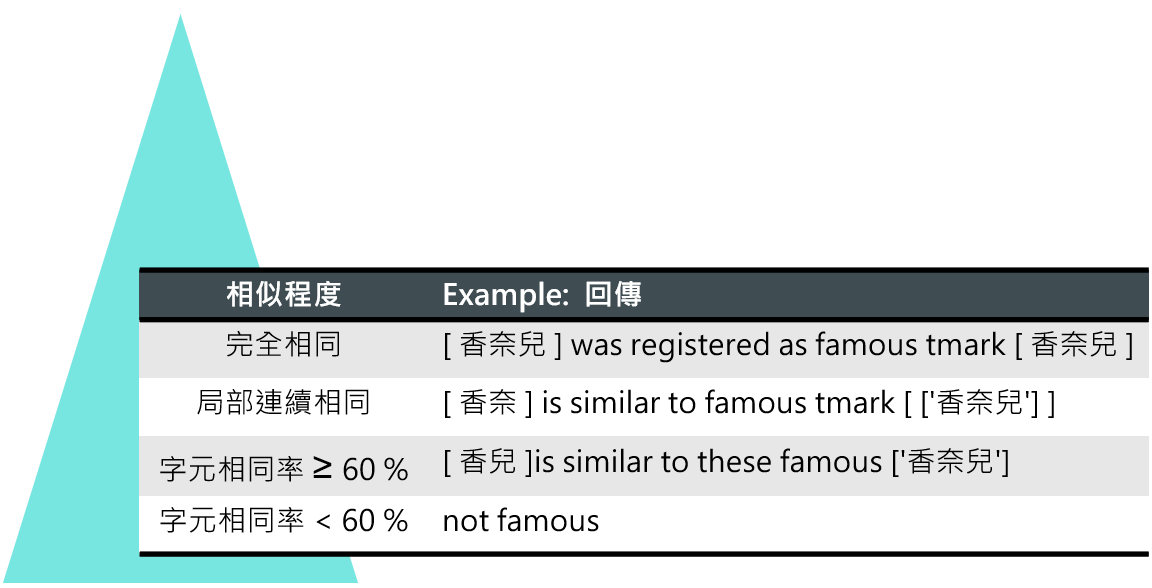 相似程度 Example: 回傳
完全相同 [ 香奈兒 ] was registered as famous tmark [ 香奈兒 ]
局部連續相同 [ 香奈 ] is similar to famous tmark [ ['香奈兒'] ]
字元相同率 ≥ 60 % [ 香兒 ]is similar to these famous ['香奈兒']
字元相同率 < 60 % not famous